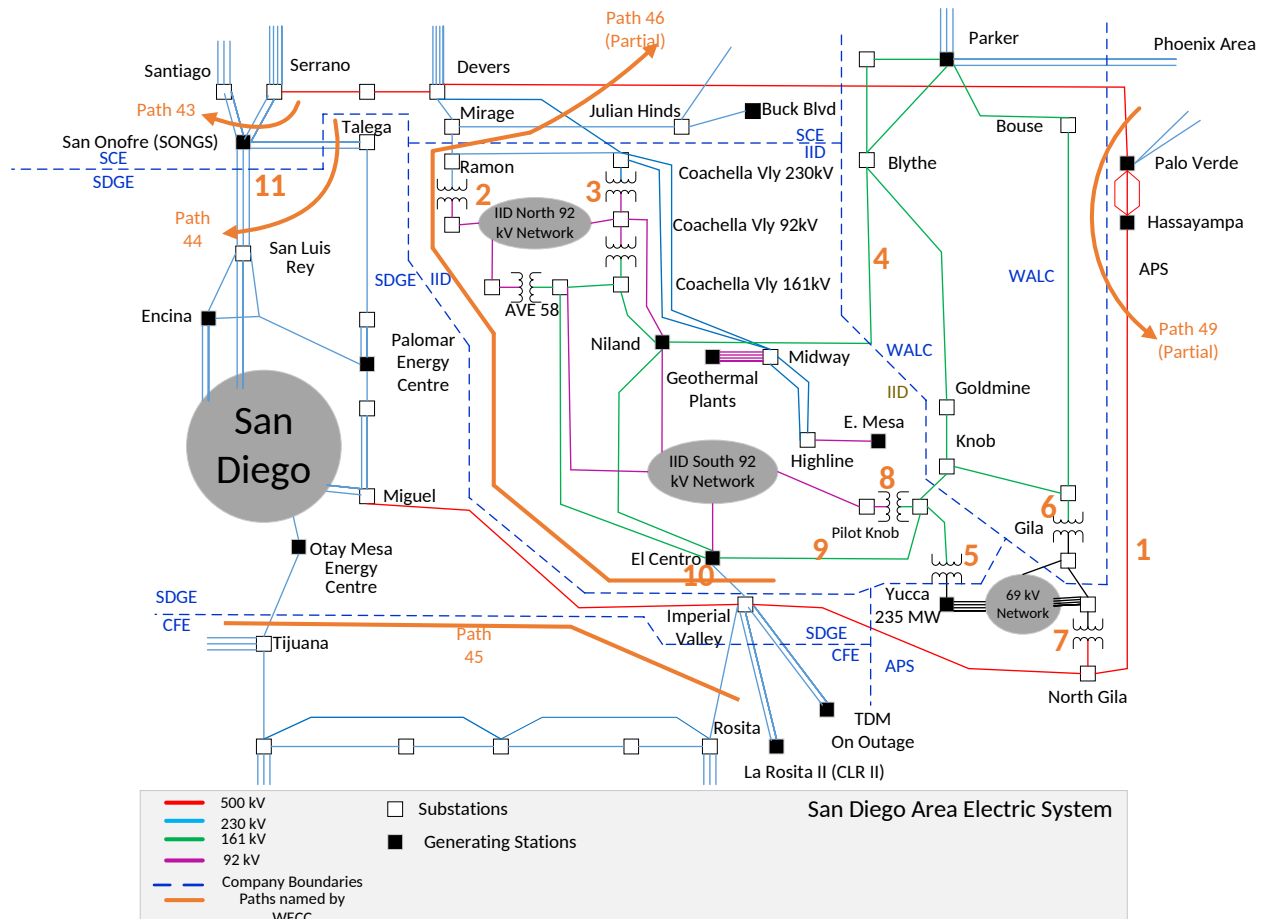 Path 46
(Partial)
Parker
Phoenix Area
Santiago
Serrano
Devers
Path 43
Mirage
Julian Hinds
Buck Blvd
Bouse
San Onofre (SONGS)
Talega
SCE
IID
SCE
SDGE
Ramon
Blythe
Palo Verde
Coachella Vly 230kV
11
2
3
IID North 92
kV Network
Path
44
Coachella Vly 92kV
Hassayampa
San Luis
Rey
4
SDGE
IID
WALC
APS
Coachella Vly 161kV
AVE 58
Encina
Path 49
(Partial)
Palomar
Energy
Centre
Niland
Midway
WALC
Geothermal
Plants
IID
Goldmine
San
Diego
E. Mesa
Knob
IID South 92
kV Network
Highline
8
Miguel
6
Pilot Knob
Gila
Otay Mesa
Energy
Centre
El Centro
9
5
1
10
SDGE
CFE
Yucca
235 MW
69 kV
Network
Imperial
Valley
Path
45
SDGE
CFE
7
Tijuana
APS
North Gila
Rosita
TDM
On Outage
La Rosita II (CLR II)
500 kV
230 kV
161 kV
92 kV
Company Boundaries
Paths named by
WECC
Substations
Generating Stations
San Diego Area Electric System